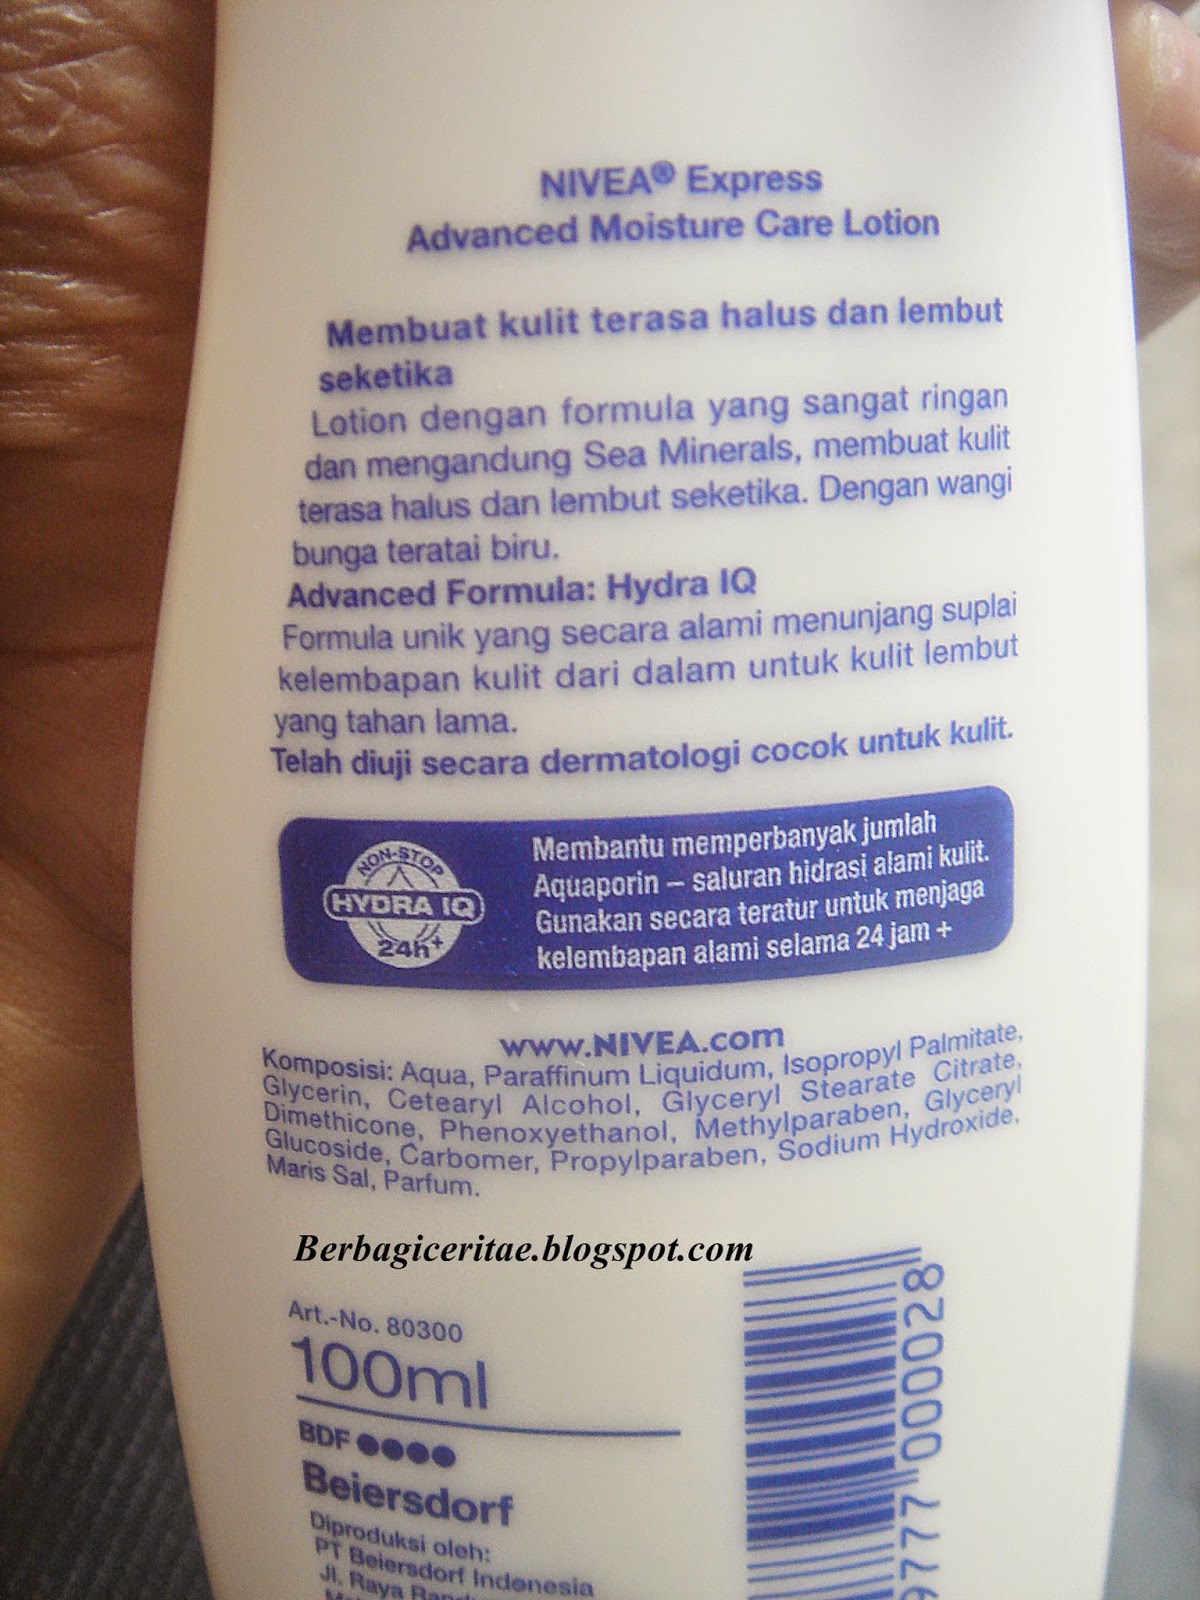 NIVEA® Express
Advanced Moisture Care Lotion
Membuat kulit terasa halus dan lembut
seketika
Lotion dengan formula yang sangat ringan
dan mengandung Sea Minerals, membuat kulit
terasa halus dan lembut seketika. Dengan wangi
bunga teratai biru.
Advanced Formula: Hydra IQ
Formula unik yang secara alami menunjang suplai
kelembapan kulit dari dalam untuk kulit lembut
yang tahan lama.
Telah diuji secara dermatologi cocok untuk kulit.
NON-STOP
HYDRA IQ
24h+
Membantu memperbanyak jumlah
Aquaporin – saluran hidrasi alami kulit.
Gunakan secara teratur untuk menjaga
kelembapan alami selama 24 jam +
www.NIVEA.com
Komposisi: Aqua, Paraffinum Liquidum, Isopropyl Palmitate,
Glycerin, Cetearyl Alcohol, Glyceryl Stearate Citrate,
Dimethicone, Phenoxyethanol, Methylparaben, Glyceryl
Glucoside, Carbomer, Propylparaben, Sodium Hydroxide,
Maris Sal, Parfum.
Berbagiceritae.blogspot.com
Art.-No. 80300
100ml
BDF ●●●●
Beiersdorf
Diproduksi oleh:
PT Beiersdorf Indonesia
Jl. Raya
9777 000028